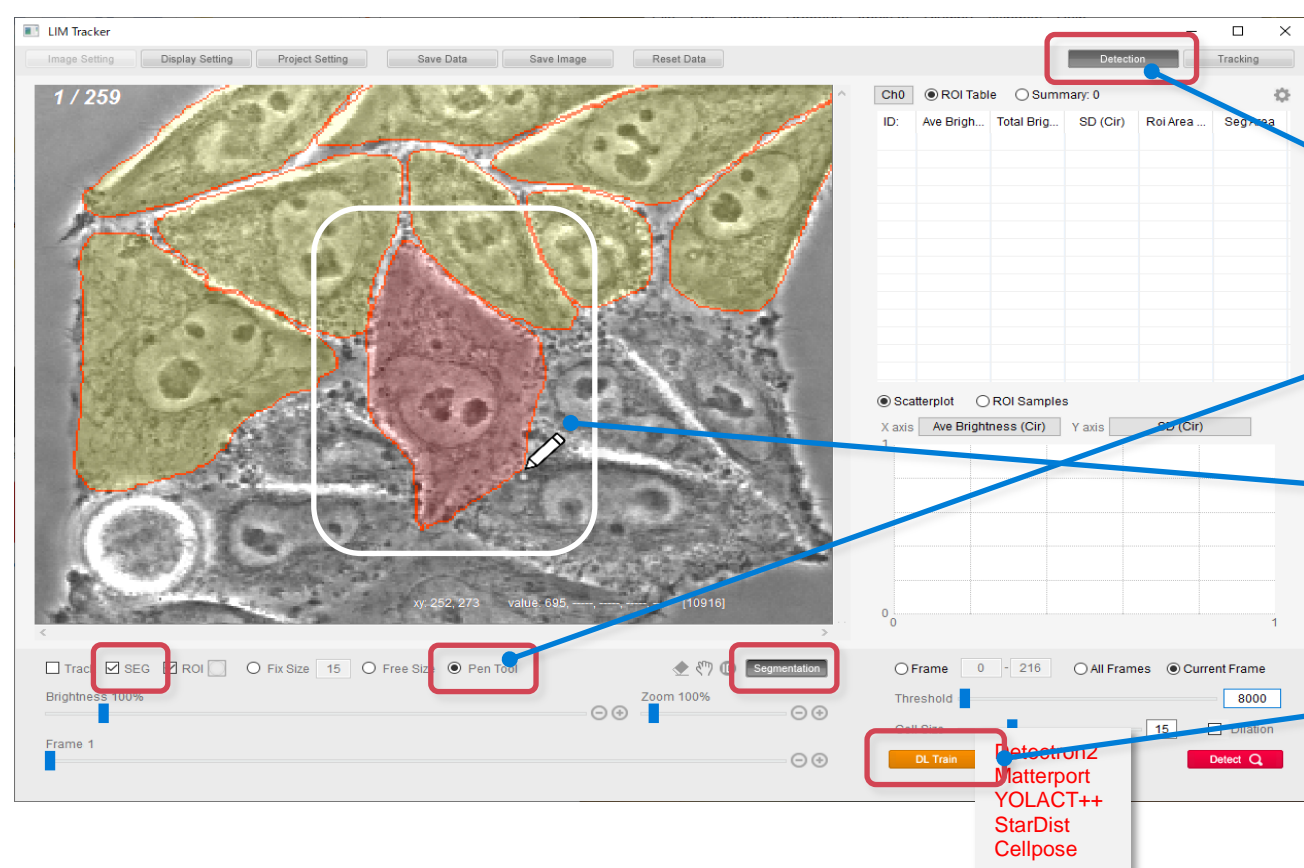 LIM Tracker
Image Setting Display Setting Project Setting Save Data Save Image Reset Data Detection Tracking
1 / 259
Ch0 ROI Table Summary: 0
ID: Ave Brigh... Total Brig... SD (Cir) Roi Area ... Seg Area
Scatterplot ROI Samples
X axis Ave Brightness (Cir) Y axis SD (Cir)
1
xy: 252, 273 value: 695, -----, -----, [10916]
0
0 1
Track SEG ROI Fix Size 15 Free Size Pen Tool Segmentation
Frame 0 - 216 All Frames Current Frame
Brightness 100% Zoom 100%
Threshold 8000
Cell Size 15 Dilation
Frame 1
DL Train Detect
Detectron2
Matterport
YOLACT++
StarDist
Cellpose